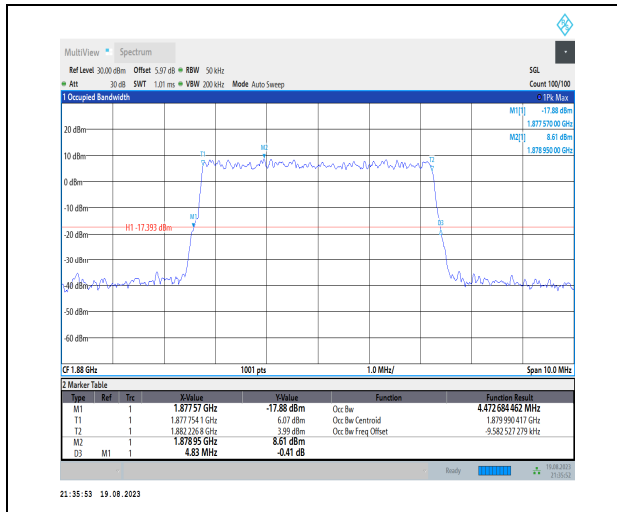 MultiView Spectrum
Ref Level 30.00 dBm Offset 5.97 dB RBW 50 kHz SGL
Att 30 dB SWT 1.01 ms VBW 200 kHz Mode Auto Sweep Count 100/100
1 Occupied Bandwidth 1Pk Max
M1[1] -17.88 dBm
1.877 570 00 GHz
M2[1] 8.61 dBm
1.878 950 00 GHz
20 dBm
M2
T1 T2
10 dBm
0 dBm
-10 dBm
M1
D3
H1 -17.393 dBm
-20 dBm
-30 dBm
-40 dBm
-50 dBm
-60 dBm
CF 1.88 GHz 1001 pts 1.0 MHz/ Span 10.0 MHz
2 Marker Table
Type Ref Trc X-Value Y-Value Function Function Result
M1 1 1.877 57 GHz -17.88 dBm Occ Bw 4.472 684 462 MHz
T1 1 1.877 754 1 GHz 6.07 dBm Occ Bw Centroid 1.879 990 417 GHz
T2 1 1.882 226 8 GHz 3.99 dBm Occ Bw Freq Offset -9.582 527 279 kHz
M2 1 1.878 95 GHz 8.61 dBm
D3 M1 1 4.83 MHz -0.41 dB
Ready 19.08.2023
21:35:52
21:35:53 19.08.2023